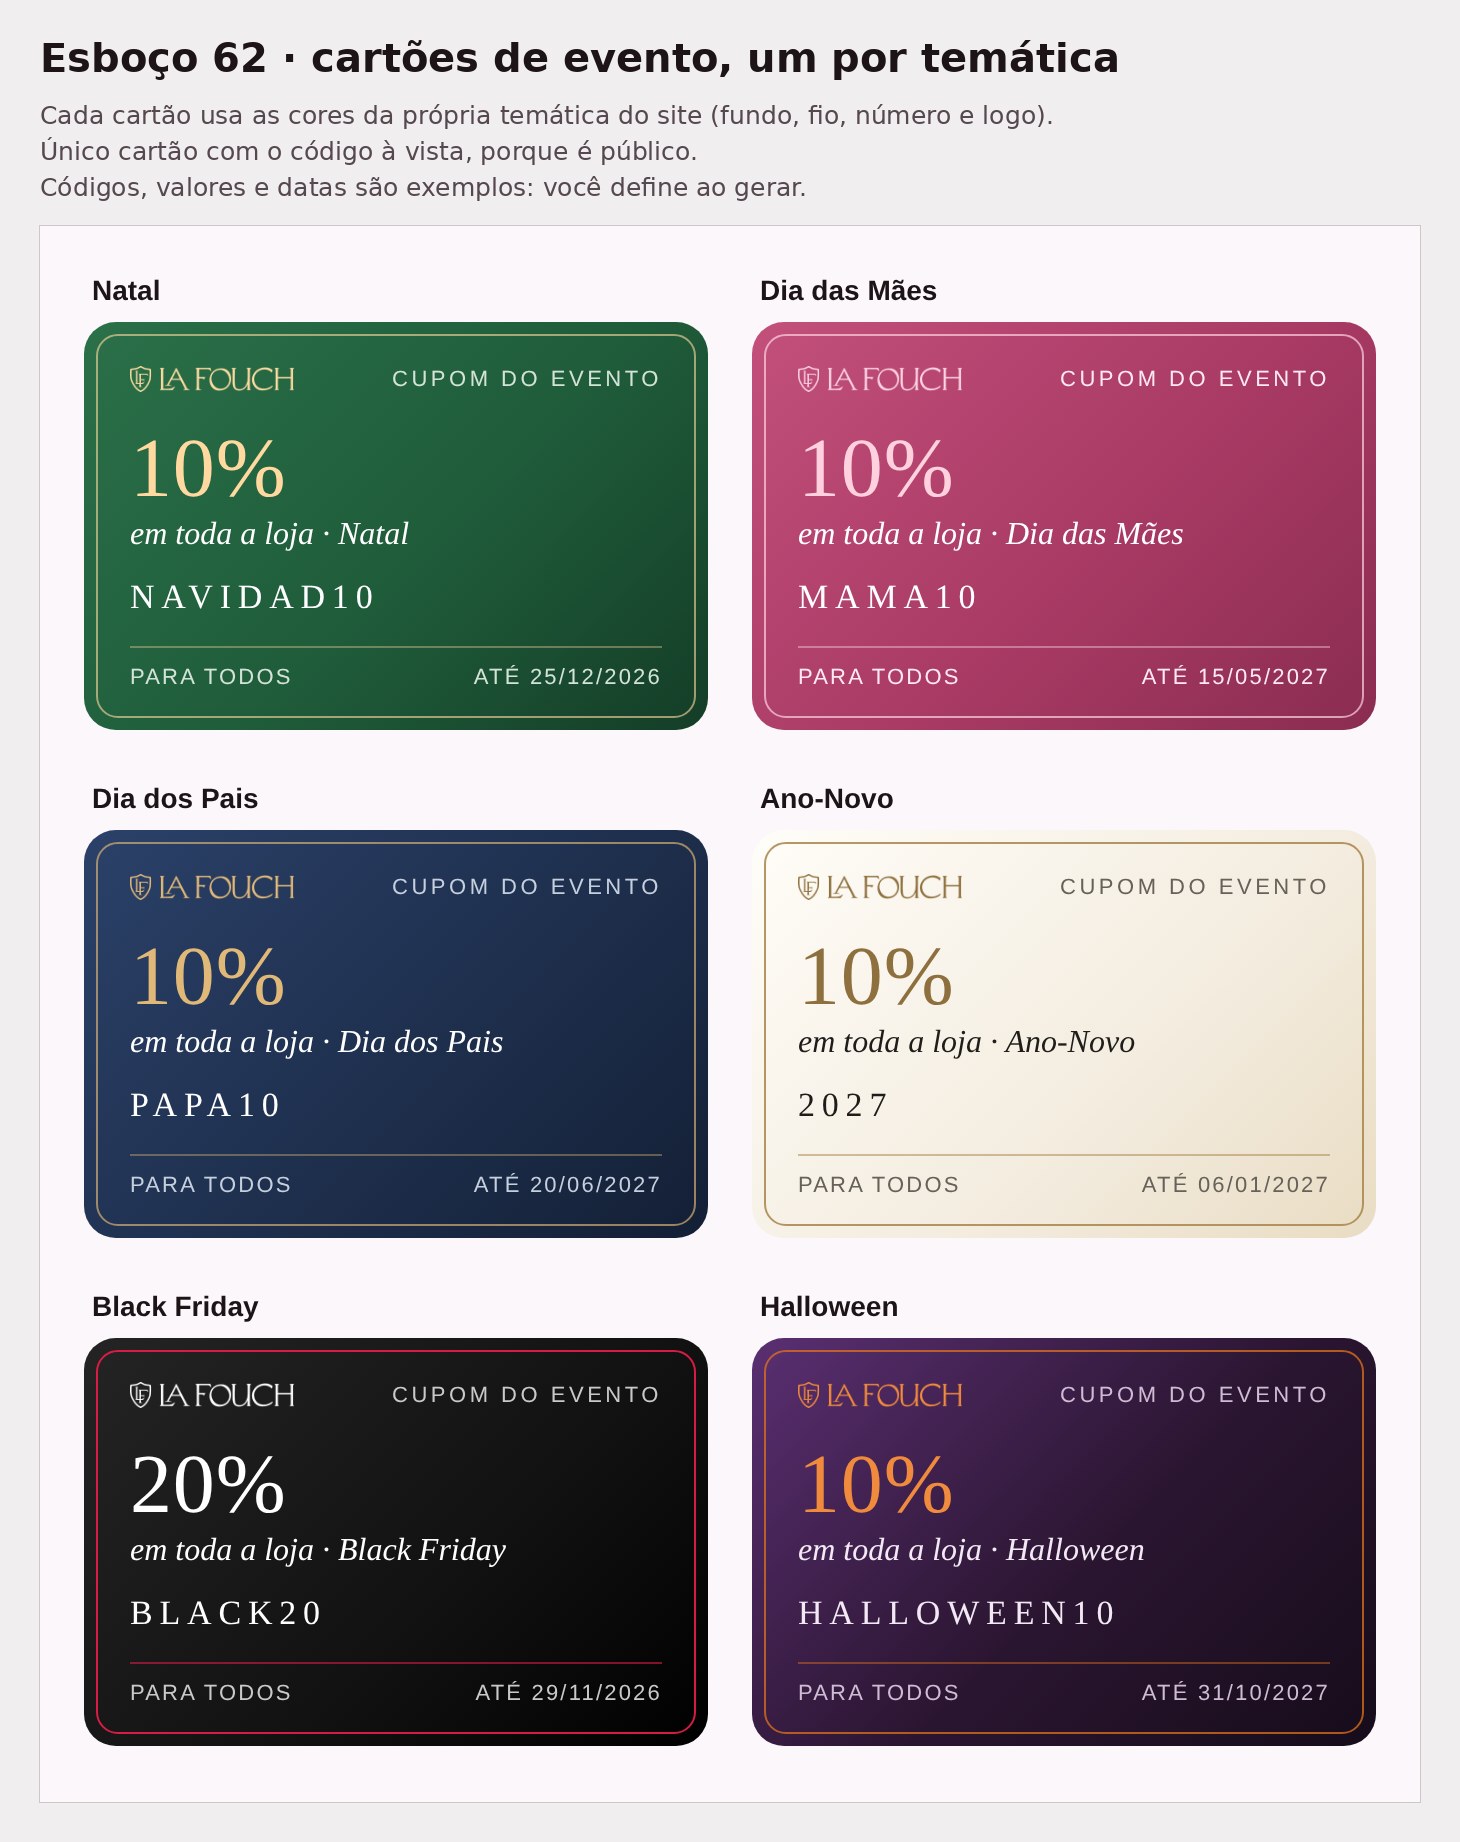 Esboço 62 · cartões de evento, um por temática
Cada cartão usa as cores da própria temática do site (fundo, fio, número e logo).
Único cartão com o código à vista, porque é público.
Códigos, valores e datas são exemplos: você define ao gerar.
Natal
LF LA FOUCH CUPOM DO EVENTO
10%
em toda a loja · Natal
NAVIDAD10
PARA TODOS ATÉ 25/12/2026
Dia das Mães
LF LA FOUCH CUPOM DO EVENTO
10%
em toda a loja · Dia das Mães
MAMA10
PARA TODOS ATÉ 15/05/2027
Dia dos Pais
LF LA FOUCH CUPOM DO EVENTO
10%
em toda a loja · Dia dos Pais
PAPA10
PARA TODOS ATÉ 20/06/2027
Ano-Novo
LF LA FOUCH CUPOM DO EVENTO
10%
em toda a loja · Ano-Novo
2027
PARA TODOS ATÉ 06/01/2027
Black Friday
LF LA FOUCH CUPOM DO EVENTO
20%
em toda a loja · Black Friday
BLACK20
PARA TODOS ATÉ 29/11/2026
Halloween
LF LA FOUCH CUPOM DO EVENTO
10%
em toda a loja · Halloween
HALLOWEEN10
PARA TODOS ATÉ 31/10/2027